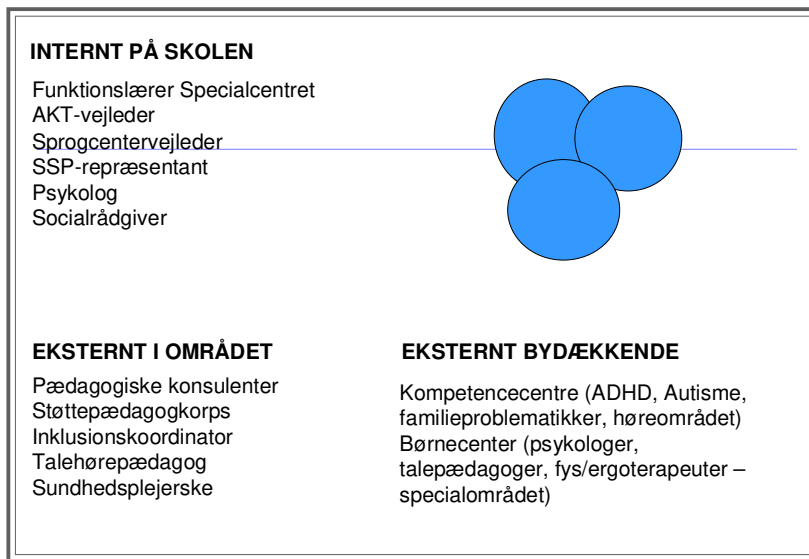 INTERNT PÅ SKOLEN
Funktionslærer Specialcentret
AKT-vejleder
Sprogcentervejleder
SSP-repræsentant
Psykolog
Socialrådgiver
EKSTERNT I OMRÅDET
Pædagogiske konsulenter
Støttepædagogkorps
Inklusionskoordinator
Talehørepædagog
Sundhedsplejerske
EKSTERNT BYDÆKKENDE
Kompetencecentre (ADHD, Autisme,
familieproblematikker, høreområdet)
Børnecenter (psykologer,
talepædagoger, fys/ergoterapeuter –
specialområdet)